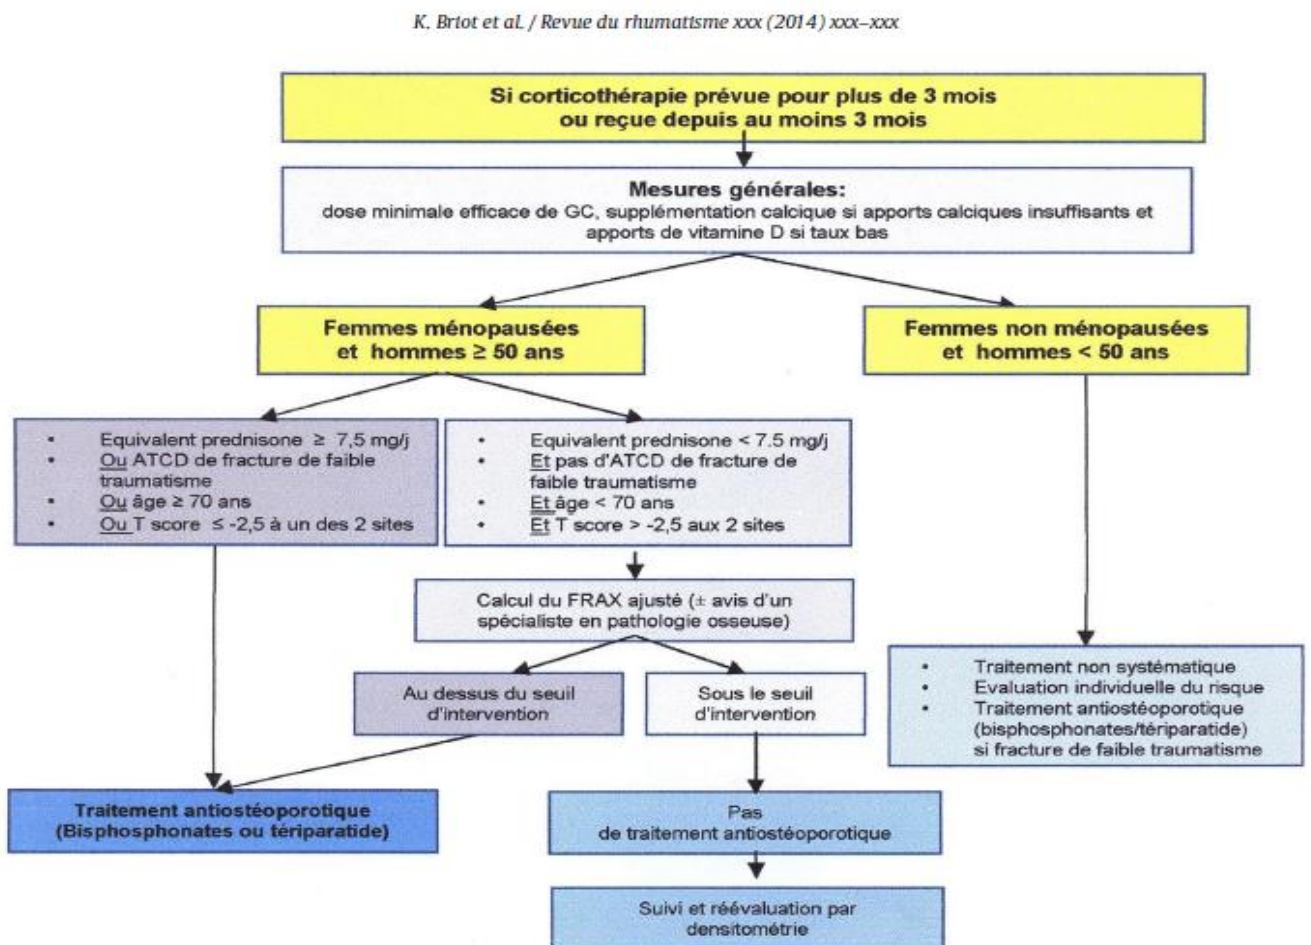 K. Briot et al. / Revue du rhumatisme xxx (2014) xxx–xxx
Si corticothérapie prévue pour plus de 3 mois
ou reçue depuis au moins 3 mois
Mesures générales:
dose minimale efficace de GC, supplémentation calcique si apports calciques insuffisants et
apports de vitamine D si taux bas
Femmes ménopausées
et hommes ≥ 50 ans
Femmes non ménopausées
et hommes < 50 ans
• Equivalent prednisone ≥ 7,5 mg/j
• Ou ATCD de fracture de faible
traumatisme
• Ou âge ≥ 70 ans
• Ou T score ≤ -2,5 à un des 2 sites
• Equivalent prednisone < 7.5 mg/j
• Et pas d'ATCD de fracture de
faible traumatisme
• Et âge < 70 ans
• Et T score > -2,5 aux 2 sites
Calcul du FRAX ajusté (± avis d'un
spécialiste en pathologie osseuse)
Au dessus du seuil
d'intervention
Sous le seuil
d'intervention
• Traitement non systématique
• Evaluation individuelle du risque
• Traitement antiostéoporotique
(bisphosphonates/tériparatide)
si fracture de faible traumatisme
Traitement antiostéoporotique
(Bisphosphonates ou tériparatide)
Pas
de traitement antiostéoporotique
Suivi et réévaluation par
densitométrie